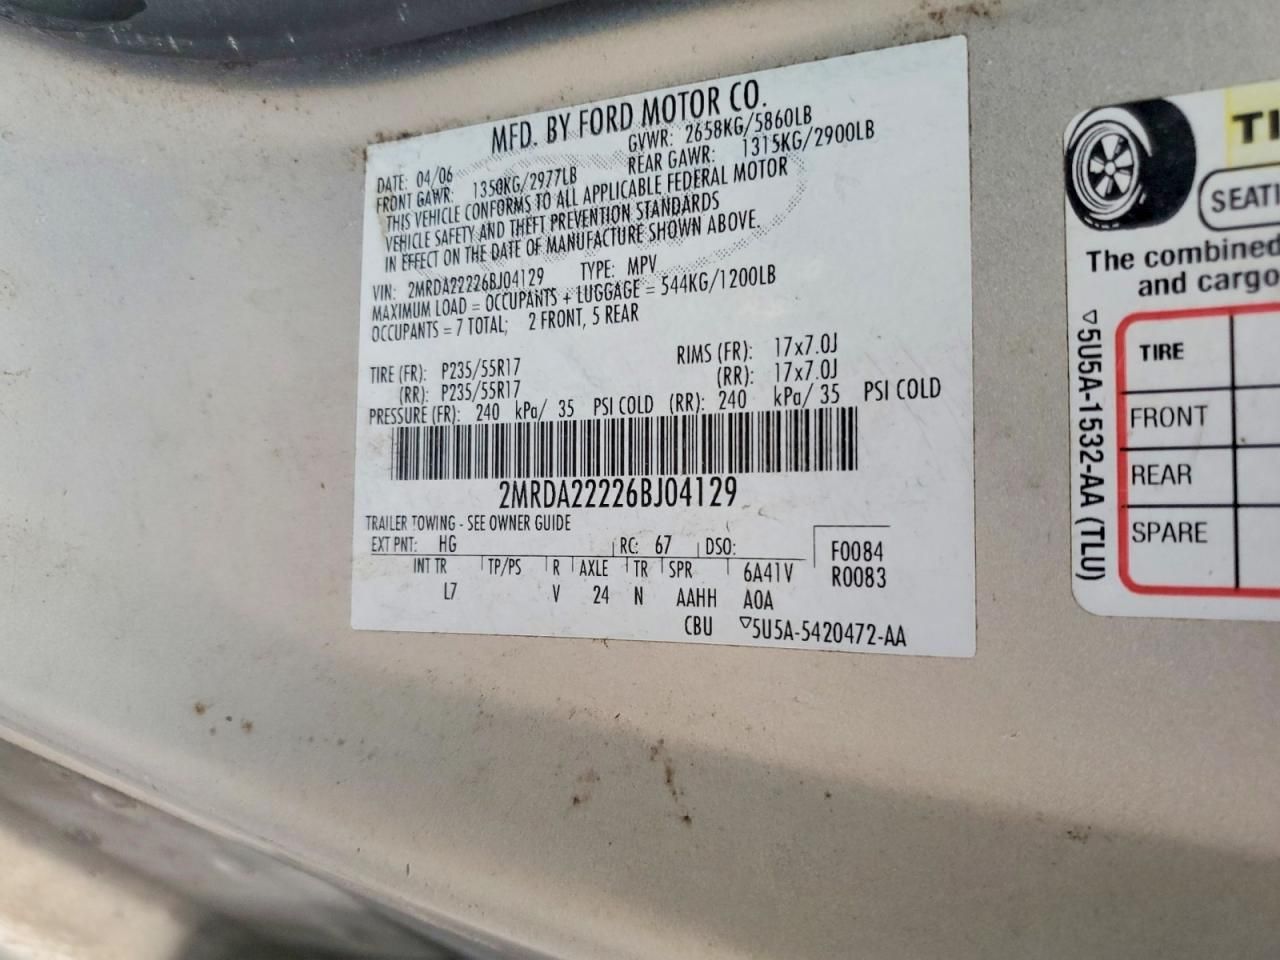 MFD. BY FORD MOTOR CO.
DATE: 04/06 GVWR: 2658KG/5860LB
FRONT GAWR: 1350KG/2977LB REAR GAWR: 1315KG/2900LB
THIS VEHICLE CONFORMS TO ALL APPLICABLE FEDERAL MOTOR
VEHICLE SAFETY AND THEFT PREVENTION STANDARDS
IN EFFECT ON THE DATE OF MANUFACTURE SHOWN ABOVE.
VIN: 2MRDA22226BJ04129 TYPE: MPV
MAXIMUM LOAD = OCCUPANTS + LUGGAGE = 544KG/1200LB
OCCUPANTS = 7 TOTAL; 2 FRONT, 5 REAR
TIRE (FR): P235/55R17 RIMS (FR): 17x7.0J
(RR): P235/55R17 (RR): 17x7.0J
PRESSURE (FR): 240 kPa/ 35 PSI COLD (RR): 240 kPa/ 35 PSI COLD
2MRDA22226BJ04129
TRAILER TOWING - SEE OWNER GUIDE
EXT PNT: HG RC: 67 DSO: F0084
INT TR TP/PS R AXLE TR SPR 6A41V R0083
L7 V 24 N AAHH A0A
CBU ▽5U5A-5420472-AA
TI
SEATI
The combined
and cargo
TIRE
FRONT
REAR
SPARE
▽5U5A-1532-AA (TLU)